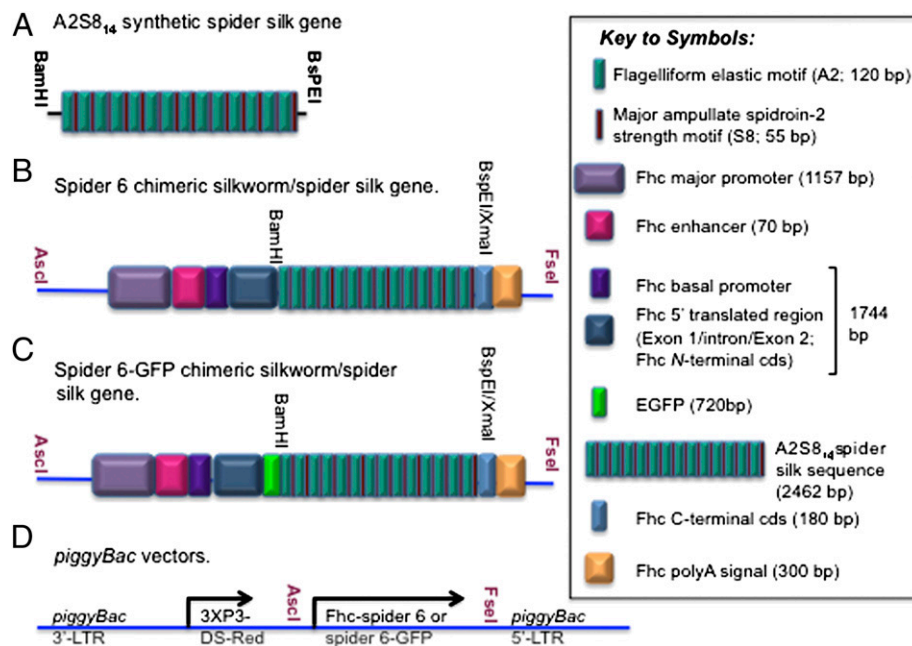 A
A2S8₁₄ synthetic spider silk gene
BamHI
BsPEI
B
Spider 6 chimeric silkworm/spider silk gene.
AscI
BamHI
BspEI/XmaI
FseI
C
Spider 6-GFP chimeric silkworm/spider
silk gene.
AscI
BamHI
BspEI/XmaI
FseI
D
piggyBac vectors.
piggyBac
3'-LTR
3XP3-
DS-Red
AscI
Fhc-spider 6 or
spider 6-GFP
FseI
piggyBac
5'-LTR
Key to Symbols:
Flagelliform elastic motif (A2; 120 bp)
Major ampullate spidroin-2
strength motif (S8; 55 bp)
Fhc major promoter (1157 bp)
Fhc enhancer (70 bp)
Fhc basal promoter
Fhc 5' translated region
(Exon 1/intron/Exon 2;
Fhc N-terminal cds)
1744
bp
EGFP (720bp)
A2S8₁₄spider
silk sequence
(2462 bp)
Fhc C-terminal cds (180 bp)
Fhc polyA signal (300 bp)